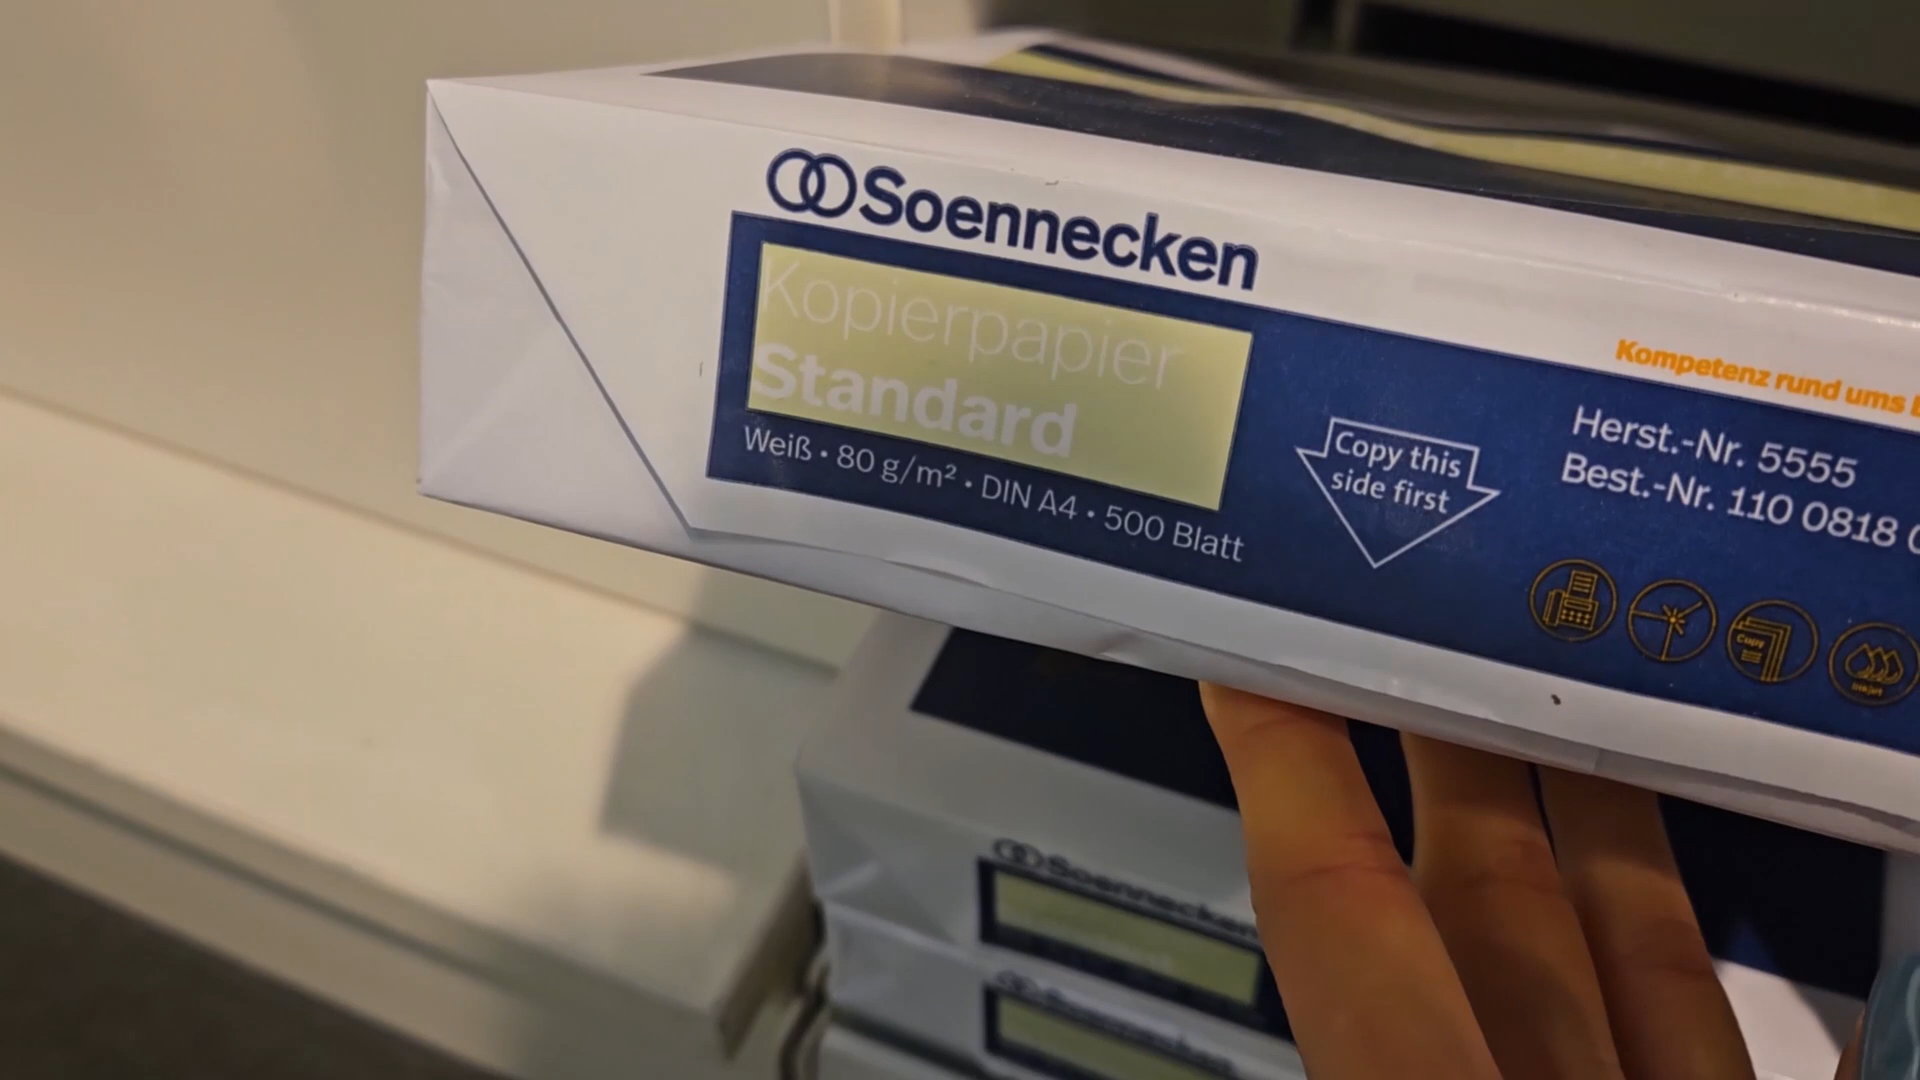 Soennecken
Kopierpapier
Standard
Weiß • 80 g/m² • DIN A4 • 500 Blatt
Copy this
side first
Kompetenz rund ums
Herst.-Nr. 5555
Best.-Nr. 110 0818
Copy
Inkjet
Soennecken
Soennecken